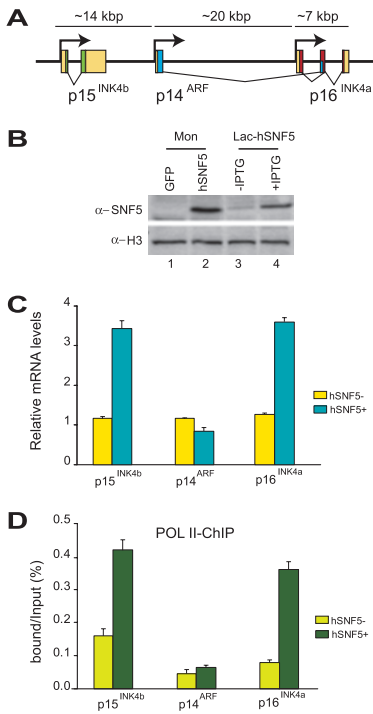 A
~14 kbp ~20 kbp ~7 kbp
p15INK4b p14ARF p16INK4a
B
Mon Lac-hSNF5
GFP hSNF5 -IPTG +IPTG
α-SNF5
α-H3
1 2 3 4
C
Relative mRNA levels
4
3
2
1
0
hSNF5-
hSNF5+
p15INK4b p14ARF p16INK4a
D
POL II-ChIP
bound/Input (%)
0.5
0.4
0.3
0.2
0.1
0.0
hSNF5-
hSNF5+
p15INK4b p14ARF p16INK4a